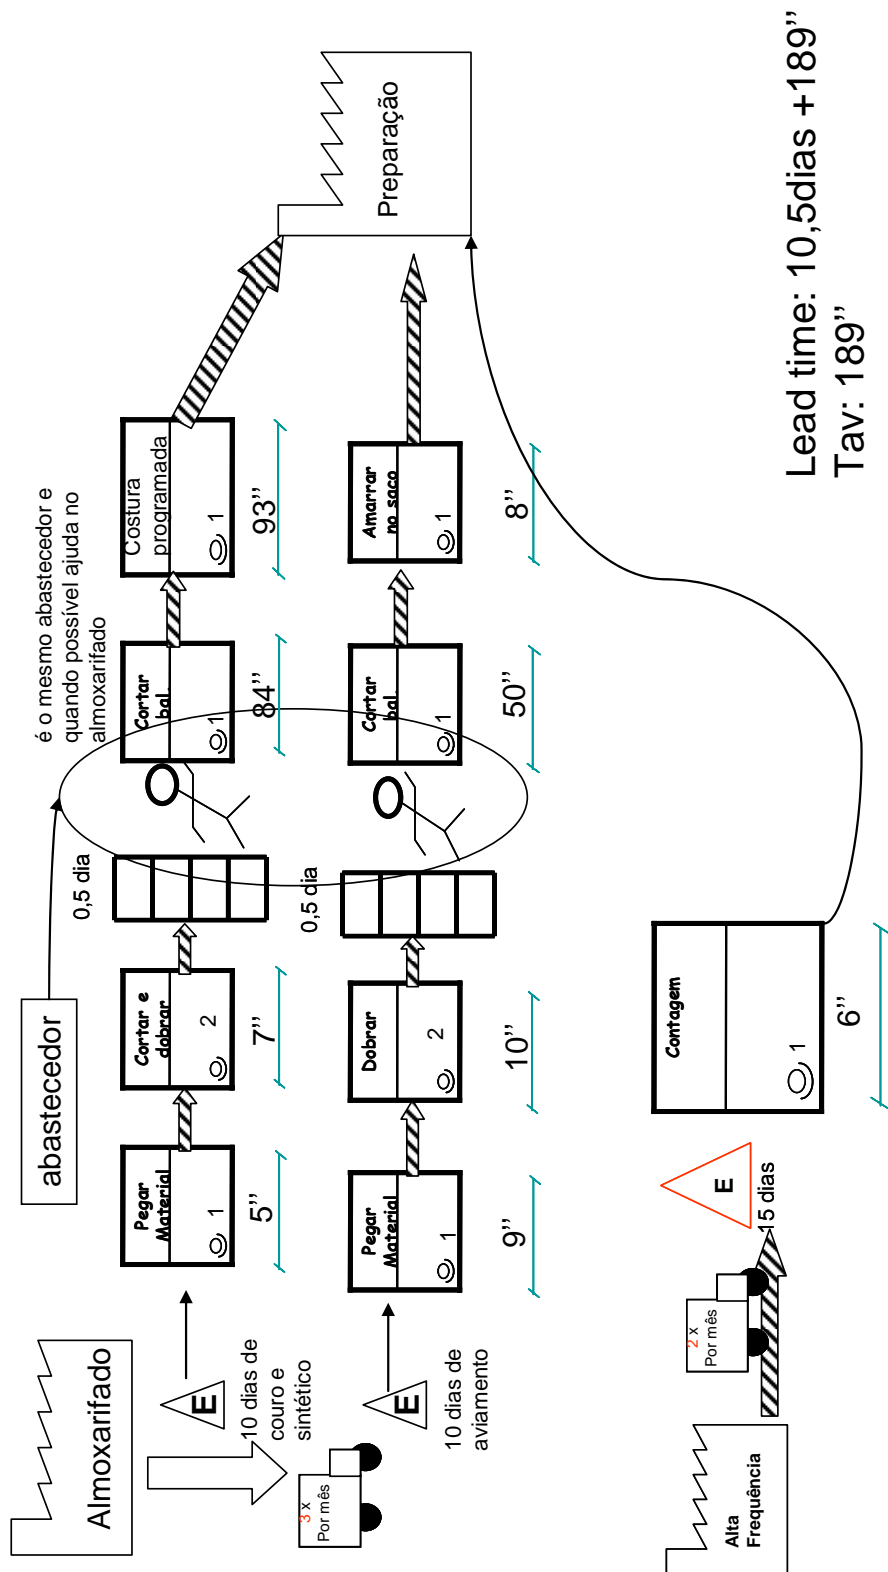 Almoxarifado
3 x
Por mês
E
10 dias de
couro e
sintético
E
10 dias de
aviamento
abastecedor
é o mesmo abastecedor e
quando possível ajuda no
almoxarifado
Pegar
Material
1
5”
Cortar e
dobrar
2
7”
0,5 dia
Cortar
bal.
1
84”
Costura
programada
1
93”
Pegar
Material
1
9”
Dobrar
2
10”
0,5 dia
Cortar
bal.
1
50”
Amarrar
no saco
1
8”
Preparação
Alta
Frequência
2 x
Por mês
E
15 dias
Contagem
1
6”
Lead time: 10,5dias +189”
Tav: 189”